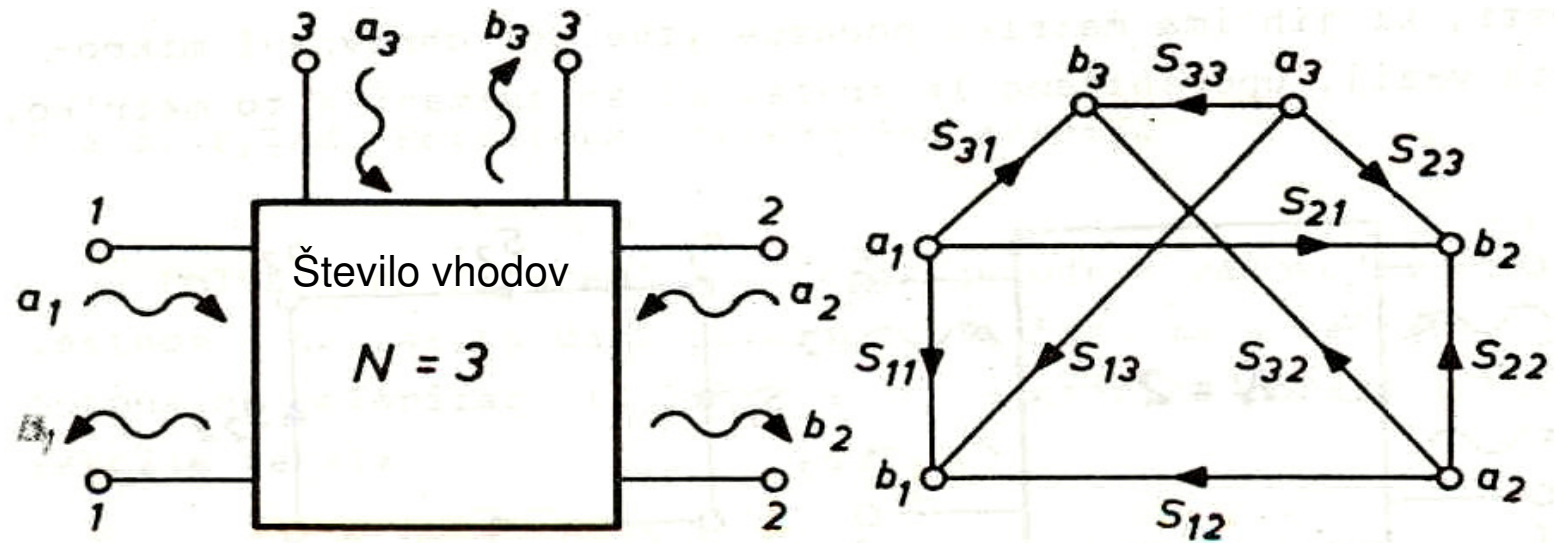 3 a3 b3 3
b3 S33 a3
S31 S23
1 2
Število vhodov
a1 a2
N = 3
b2
1 2
a1 S21 b2
S11 S13 S32 S22
b1 a2
S12